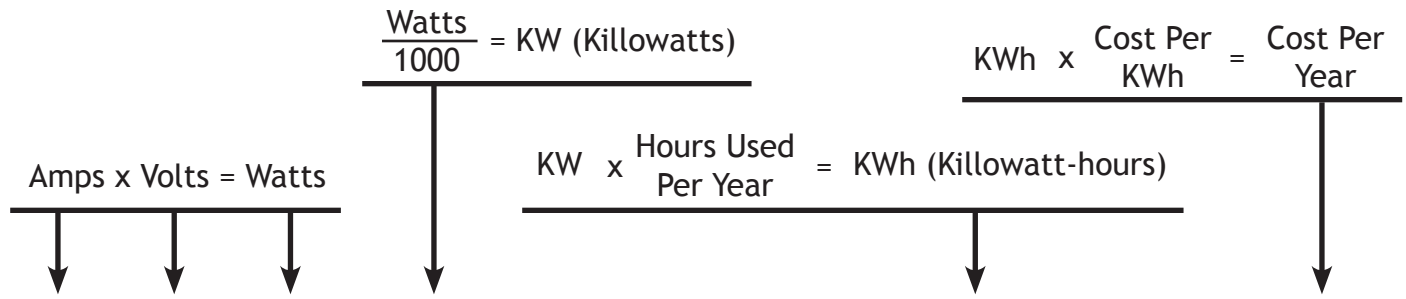 Amps x Volts = Watts
Watts
1000
= KW (Killowatts)
KW x Hours Used
Per Year
= KWh (Killowatt-hours)
KWh x Cost Per
KWh
= Cost Per
Year